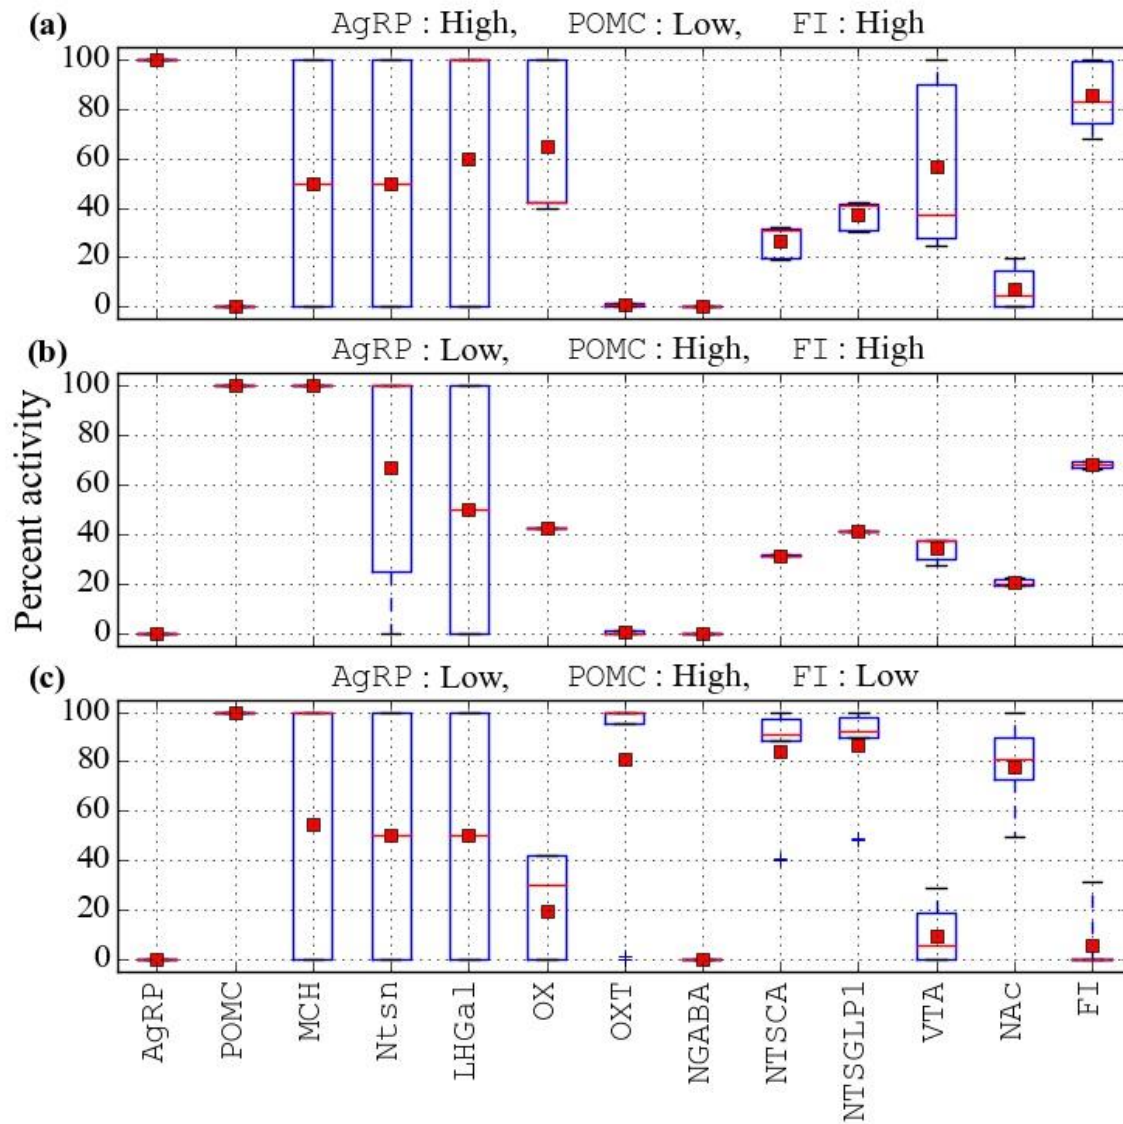 (a) AgRP : High, POMC : Low, FI : High
100
80
60
40
20
0
(b) AgRP : Low, POMC : High, FI : High
100
80
60
40
20
0
Percent activity
(c) AgRP : Low, POMC : High, FI : Low
100
80
60
40
20
0
AgRP
POMC
MCH
Ntsn
LHGal
OX
OXT
NGABA
NTSCA
NTSGLP1
VTA
NAc
FI